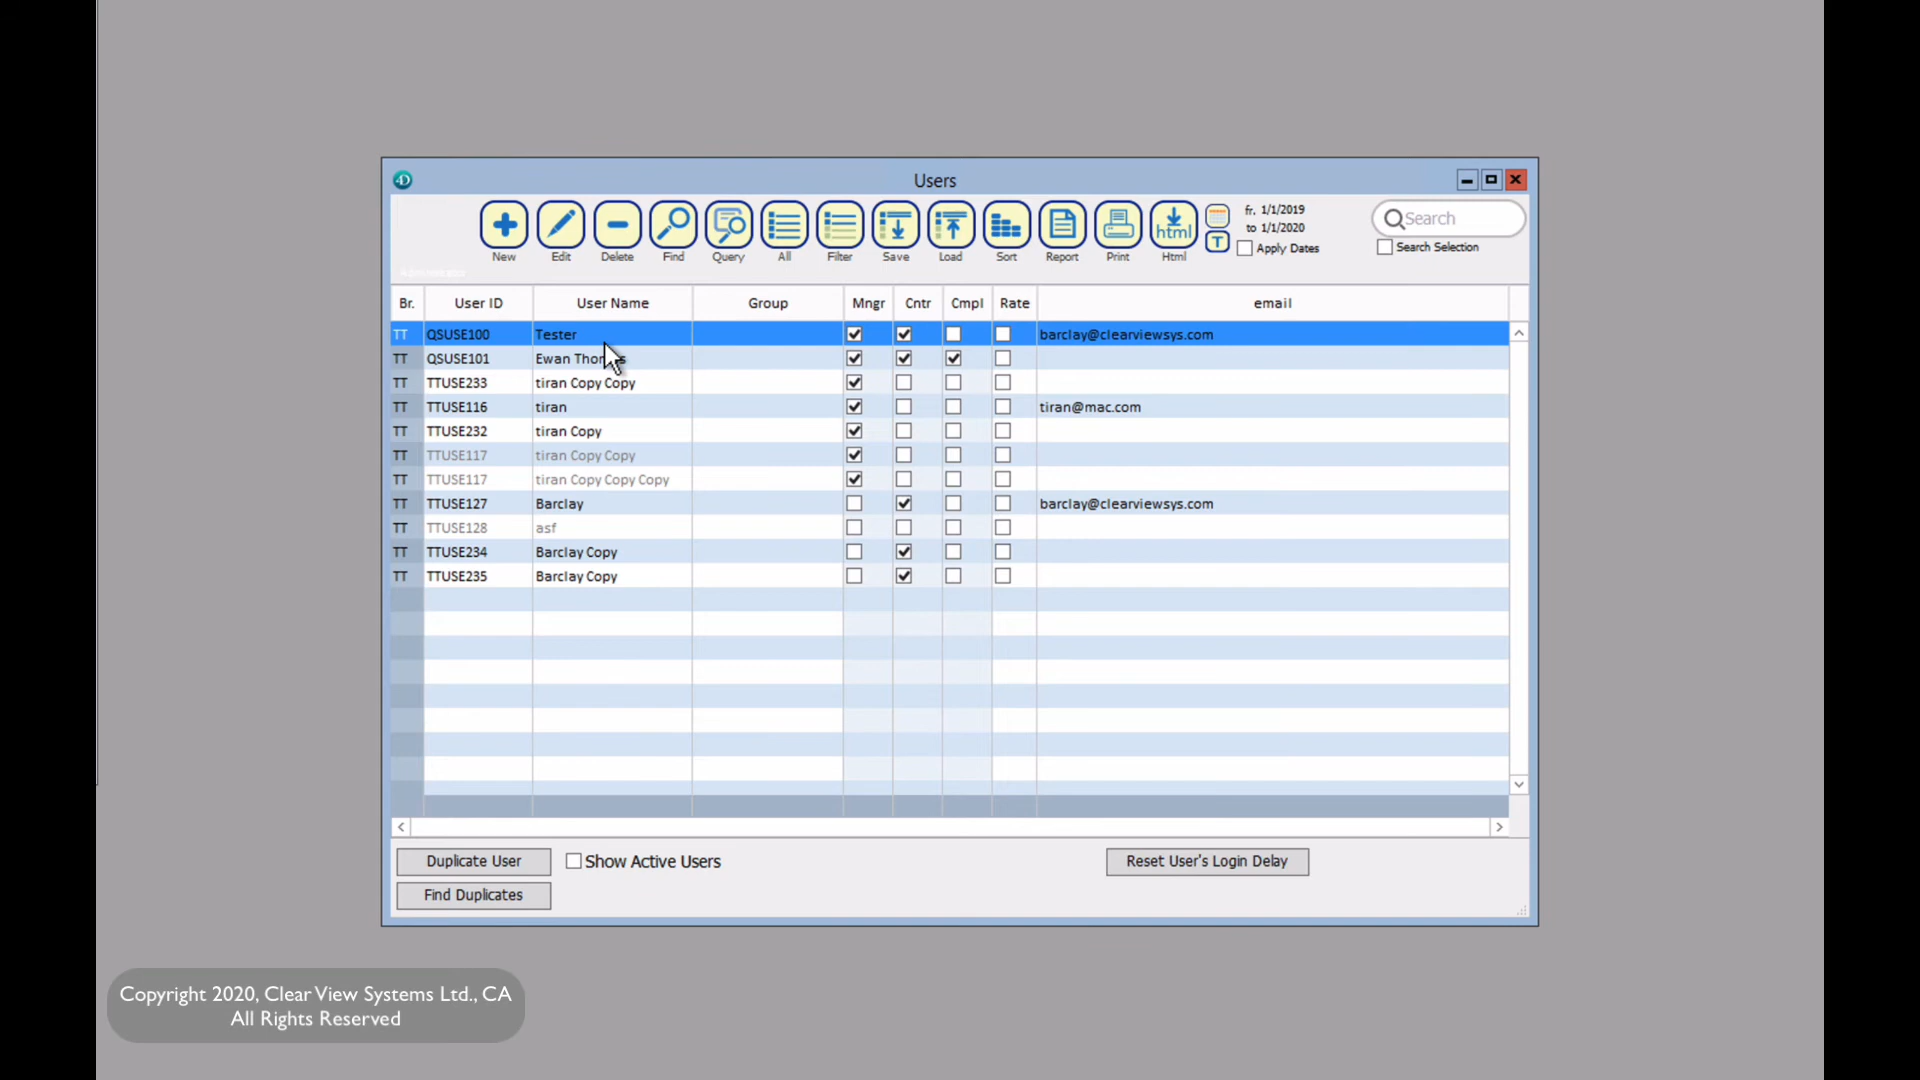 Users
New Edit Delete Find Query All Filter Save Load Sort Report Print Html
html
T
fr. 1/1/2019
to 1/1/2020
Apply Dates
Search
Search Selection
Br. User ID User Name Group Mngr Cntr Cmpl Rate email
TT QSUSE100 Tester barclay@clearviewsys.com
TT QSUSE101 Ewan Thomas
TT TTUSE233 tiran Copy Copy
TT TTUSE116 tiran tiran@mac.com
TT TTUSE232 tiran Copy
TT TTUSE117 tiran Copy Copy
TT TTUSE117 tiran Copy Copy Copy
TT TTUSE127 Barclay barclay@clearviewsys.com
TT TTUSE128 asf
TT TTUSE234 Barclay Copy
TT TTUSE235 Barclay Copy
Duplicate User Show Active Users Reset User's Login Delay
Find Duplicates
Copyright 2020, Clear View Systems Ltd., CA
All Rights Reserved